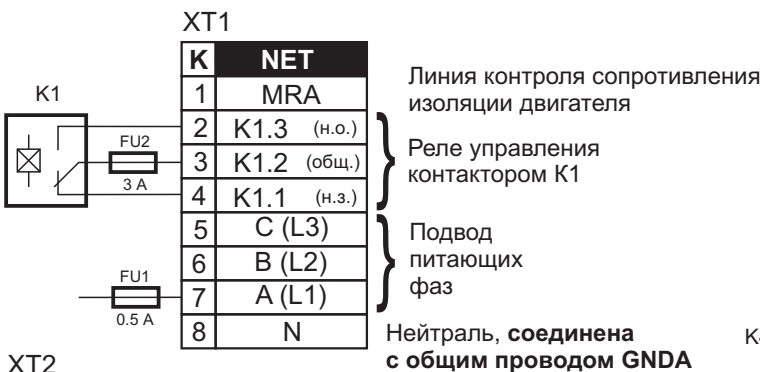 XT1
K NET
1 MRA
2 K1.3 (н.о.)
3 K1.2 (общ.)
4 K1.1 (н.з.)
5 C (L3)
6 B (L2)
7 A (L1)
8 N
K1
FU2
3 A
FU1
0.5 A
Линия контроля сопротивления
изоляции двигателя
Реле управления
контактором К1
Подвод
питающих
фаз
Нейтраль, соединена
с общим проводом GNDA
XT2